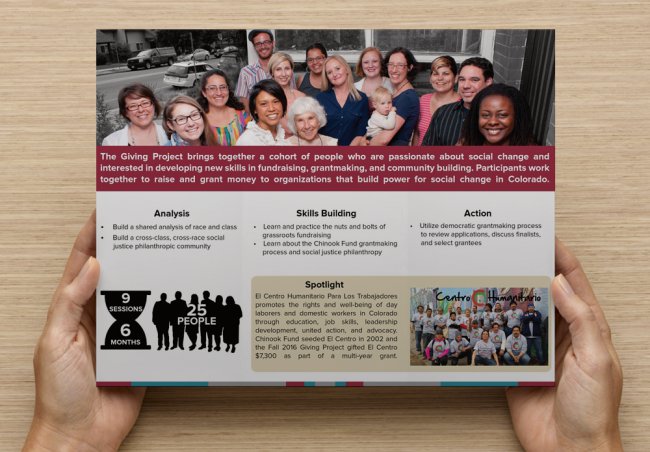 The Giving Project brings together a cohort of people who are passionate about social change and
interested in developing new skills in fundraising, grantmaking, and community building. Participants work
together to raise and grant money to organizations that build power for social change in Colorado.
Analysis
• Build a shared analysis of race and class
• Build a cross-class, cross-race social
justice philanthropic community
Skills Building
• Learn and practice the nuts and bolts of
grassroots fundraising
• Learn about the Chinook Fund grantmaking
process and social justice philanthropy
Action
• Utilize democratic grantmaking process
to review applications, discuss finalists,
and select grantees
9
SESSIONS
6
MONTHS
25
PEOPLE
Spotlight
El Centro Humanitario Para Los Trabajadores
promotes the rights and well-being of day
laborers and domestic workers in Colorado
through education, job skills, leadership
development, united action, and advocacy.
Chinook Fund seeded El Centro in 2002 and
the Fall 2016 Giving Project gifted El Centro
$7,300 as part of a multi-year grant.
Centro Humanitario